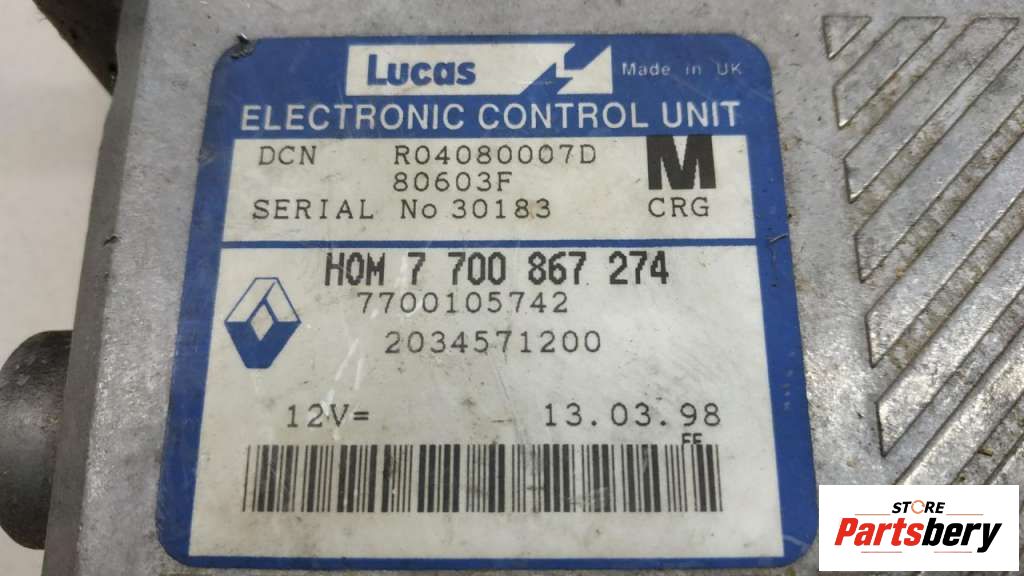 Lucas Made in UK
ELECTRONIC CONTROL UNIT
DCN R04080007D M
80603F
SERIAL No 30183 CRG
HOM 7 700 867 274
7700105742
2034571200
12V= 13.03.98
EE
STORE
Partsbery